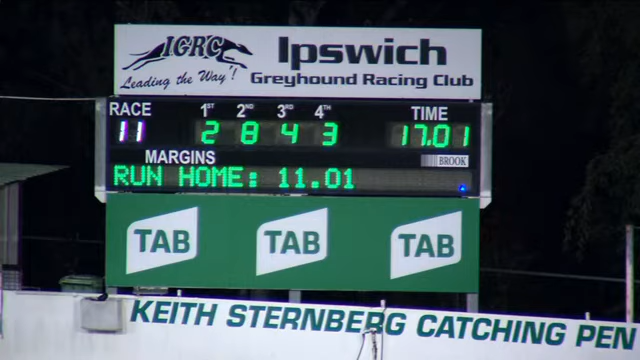 IGRC
Leading the Way'!
Ipswich
Greyhound Racing Club
RACE 1ST 2ND 3RD 4TH TIME
11 2 8 4 3 17.01
MARGINS BROOK
RUN HOME: 11.01
TAB TAB TAB
KEITH STERNBERG CATCHING PEN